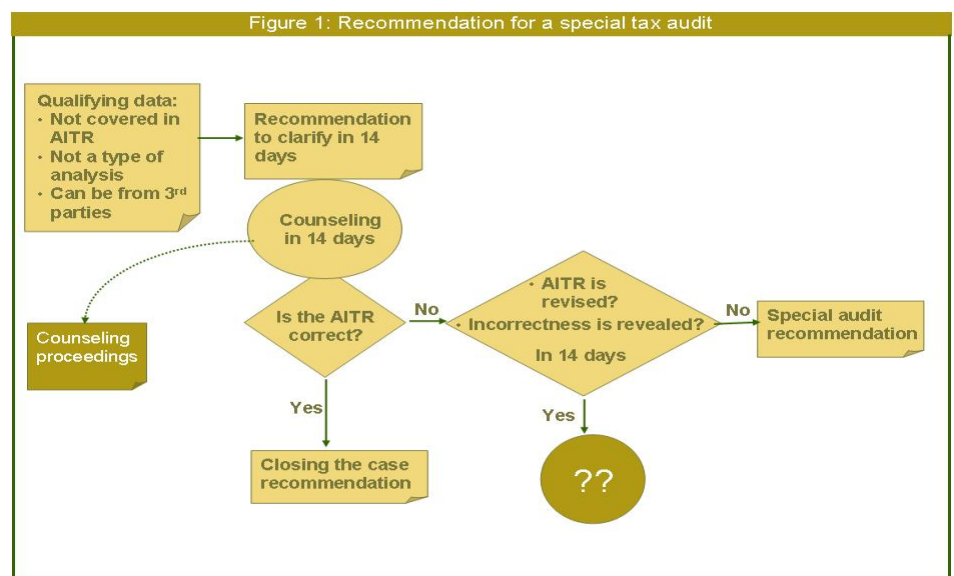 Figure 1: Recommendation for a special tax audit
Qualifying data:
• Not covered in
AITR
• Not a type of
analysis
• Can be from 3rd
parties
Recommendation
to clarify in 14
days
Counseling
in 14 days
Counseling
proceedings
Is the AITR
correct?
No
• AITR is
revised?
• Incorrectness is revealed?
In 14 days
No
Special audit
recommendation
Yes
Closing the case
recommendation
Yes
??